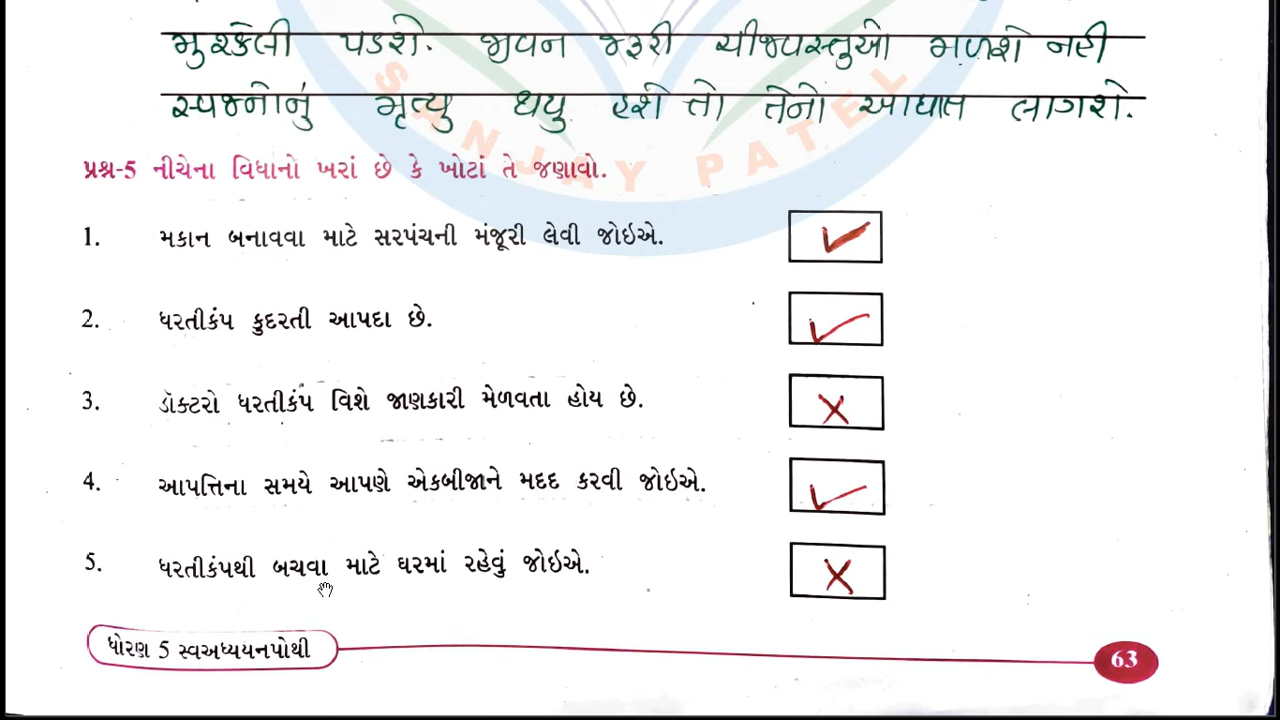 મુશ્કેલી પડશે. જીવન જરૂરી ચીજવસ્તુઓ મળશે નહી
સ્વજનોનું મૃત્યુ થયુ હશે તો તેનો આઘાત લાગશે.
SANJAY PATEL
પ્રશ્ન-5 નીચેના વિધાનો ખરાં છે કે ખોટાં તે જણાવો.
1. મકાન બનાવવા માટે સરપંચની મંજૂરી લેવી જોઇએ. ✓
2. ધરતીકંપ કુદરતી આપદા છે. ✓
3. ડૉક્ટરો ધરતીકંપ વિશે જાણકારી મેળવતા હોય છે. ✗
4. આપત્તિના સમયે આપણે એકબીજાને મદદ કરવી જોઇએ. ✓
5. ધરતીકંપથી બચવા માટે ઘરમાં રહેવું જોઇએ. ✗
ધોરણ 5 સ્વઅધ્યયનપોથી 63